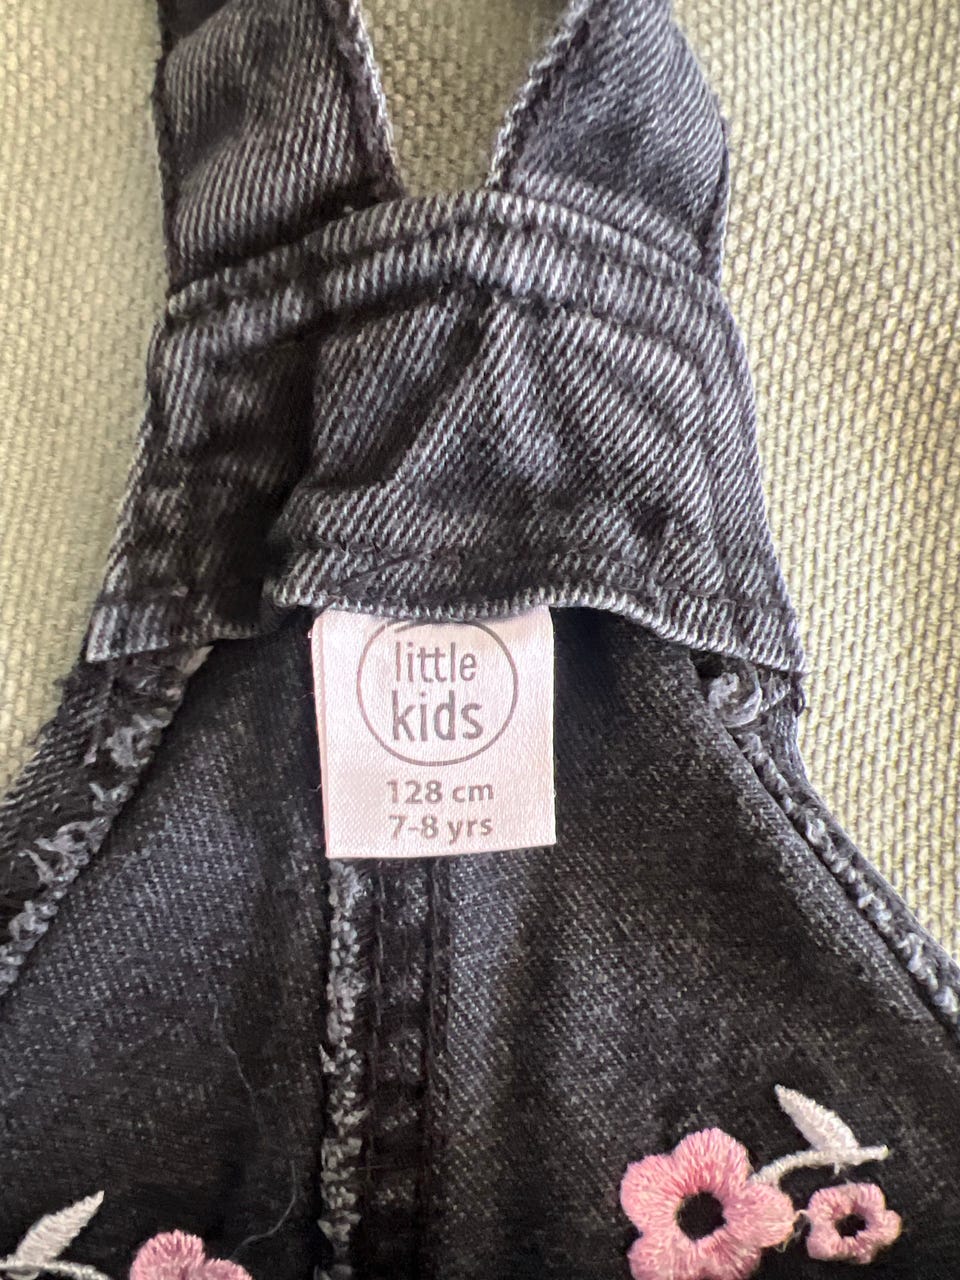 little
kids
128 cm
7-8 yrs